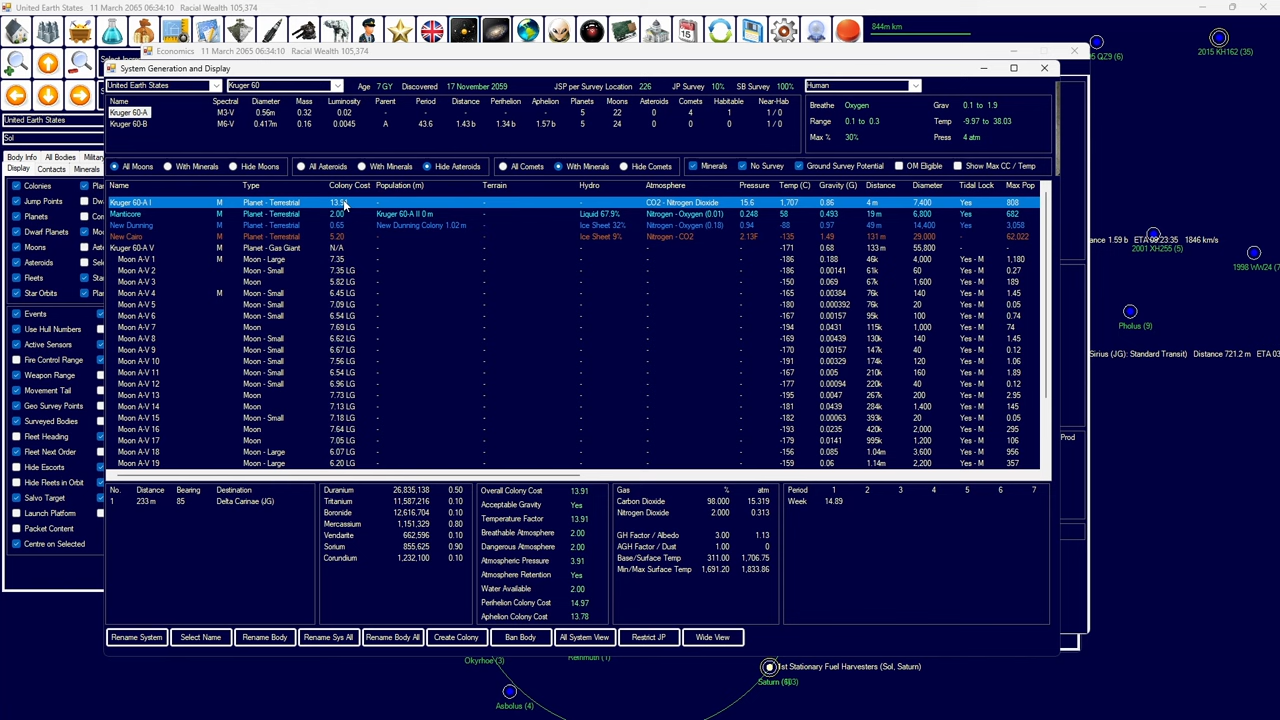 United Earth States   11 March 2065 06:34:10   Racial Wealth 105,374
844m km
2015 KH162 (35)
2015 QZ9 (6)
Economics   11 March 2065 06:34:10   Racial Wealth 105,374
System Generation and Display
United Earth States
Kruger 60
Age 7 GY Discovered 17 November 2059
JSP per Survey Location 226 JP Survey 10% SB Survey 100%
Human
Name Spectral Diameter Mass Luminosity Parent Period Distance Perihelion Aphelion Planets Moons Asteroids Comets Habitable Near-Hab
Kruger 60-A M3-V 0.56m 0.32 0.02 5 22 0 4 1 1 / 0
Kruger 60-B M6-V 0.417m 0.16 0.0045 A 43.6 1.43 b 1.34 b 1.57 b 5 24 0 0 0 1 / 0
Breathe Oxygen Grav 0.1 to 1.9
Range 0.1 to 0.3 Temp -9.97 to 38.03
Max % 30% Press 4 atm
United Earth States
Sol
Body Info All Bodies Military
Display Contacts Minerals
All Moons With Minerals Hide Moons All Asteroids With Minerals Hide Asteroids All Comets With Minerals Hide Comets Minerals No Survey Ground Survey Potential OM Eligible Show Max CC / Temp
Name Type Colony Cost Population (m) Terrain Hydro Atmosphere Pressure Temp (C) Gravity (G) Distance Diameter Tidal Lock Max Pop
Kruger 60-A I M Planet - Terrestrial 13.91 - - - CO2 - Nitrogen Dioxide 15.6 1,707 0.86 4 m 7,400 Yes 808
Manticore M Planet - Terrestrial 2.00 Kruger 60-A II 0 m - Liquid 67.9% Nitrogen - Oxygen (0.01) 0.248 58 0.493 19 m 6,800 Yes 682
New Dunning M Planet - Terrestrial 0.65 New Dunning Colony 1.02 m - Ice Sheet 32% Nitrogen - Oxygen (0.18) 0.94 -88 0.97 49 m 14,400 Yes 3,058
New Cairo M Planet - Terrestrial 5.20 - - Ice Sheet 9% Nitrogen - CO2 2.13F -135 1.49 131 m 29,000 - 62,022
Kruger 60-A V M Planet - Gas Giant N/A - - - - -171 0.68 133 m 55,800 -
Moon A-V 1 M Moon - Large 7.35 - - - - -186 0.188 46k 4,000 Yes - M 1,180
Moon A-V 2 Moon - Small 7.35 LG - - - - -186 0.00141 61k 60 Yes - M 0.27
Moon A-V 3 Moon 5.82 LG - - - - -150 0.069 67k 1,600 Yes - M 189
Moon A-V 4 M Moon - Small 6.45 LG - - - - -165 0.00384 76k 140 Yes - M 1.45
Moon A-V 5 Moon - Small 7.09 LG - - - - -180 0.000392 76k 20 Yes - M 0.05
Moon A-V 6 Moon - Small 6.54 LG - - - - -167 0.00157 95k 100 Yes - M 0.74
Moon A-V 7 Moon 7.69 LG - - - - -194 0.0431 115k 1,000 Yes - M 74
Moon A-V 8 Moon - Small 6.62 LG - - - - -169 0.00439 130k 140 Yes - M 1.45
Moon A-V 9 Moon - Small 6.67 LG - - - - -170 0.00157 147k 40 Yes - M 0.12
Moon A-V 10 Moon - Small 7.56 LG - - - - -191 0.00329 174k 120 Yes - M 1.06
Moon A-V 11 Moon - Small 6.54 LG - - - - -167 0.005 210k 160 Yes - M 1.89
Moon A-V 12 Moon - Small 6.96 LG - - - - -177 0.00094 220k 40 Yes - M 0.12
Moon A-V 13 Moon 7.73 LG - - - - -195 0.0047 267k 200 Yes - M 2.95
Moon A-V 14 Moon 7.13 LG - - - - -181 0.0439 284k 1,400 Yes - M 145
Moon A-V 15 Moon - Small 7.18 LG - - - - -182 0.00063 393k 20 Yes - M 0.05
Moon A-V 16 Moon 7.64 LG - - - - -193 0.0235 420k 2,000 Yes - M 295
Moon A-V 17 Moon 7.05 LG - - - - -179 0.0141 995k 1,200 Yes - M 106
Moon A-V 18 Moon - Large 6.07 LG - - - - -156 0.085 1.04m 3,600 Yes - M 956
Moon A-V 19 Moon - Large 6.20 LG - - - - -159 0.06 1.14m 2,200 Yes - M 357
Colonies
Jump Points
Planets
Dwarf Planets
Moons
Asteroids
Fleets
Star Orbits
Events
Use Hull Numbers
Active Sensors
Fire Control Range
Weapon Range
Movement Tail
Geo Survey Points
Surveyed Bodies
Fleet Heading
Fleet Next Order
Hide Escorts
Hide Fleets in Orbit
Salvo Target
Launch Platform
Packet Content
Centre on Selected
ance 1.59 b ETA 09:23:35 1846 km/s
2001 XH255 (5)
1998 WW24 (7)
Pholus (9)
Sirius (JG): Standard Transit) Distance 721.2 m ETA 03
Prod
No. Distance Bearing Destination
1 233 m 85 Delta Carinae (JG)
Duranium 26,835,138 0.50
Tritanium 11,587,216 0.10
Boronide 12,616,704 0.10
Mercassium 1,151,329 0.80
Vendarite 662,596 0.10
Sorium 855,625 0.90
Corundium 1,232,100 0.10
Overall Colony Cost 13.91
Acceptable Gravity Yes
Temperature Factor 13.91
Breathable Atmosphere 2.00
Dangerous Atmosphere 2.00
Atmospheric Pressure 3.91
Atmosphere Retention Yes
Water Available 2.00
Perihelion Colony Cost 14.97
Aphelion Colony Cost 13.78
Gas % atm
Carbon Dioxide 98.000 15.319
Nitrogen Dioxide 2.000 0.313
GH Factor / Albedo 3.00 1.13
AGH Factor / Dust 1.00 0
Base/Surface Temp 311.00 1,706.75
Min/Max Surface Temp 1,691.20 1,833.86
Period 1 2 3 4 5 6 7
Week 14.89
Rename System Select Name Rename Body Rename Sys All Rename Body All Create Colony Ban Body All System View Restrict JP Wide View
Okyrhoe (3)
Asbolus (4)
1st Stationary Fuel Harvesters (Sol, Saturn)